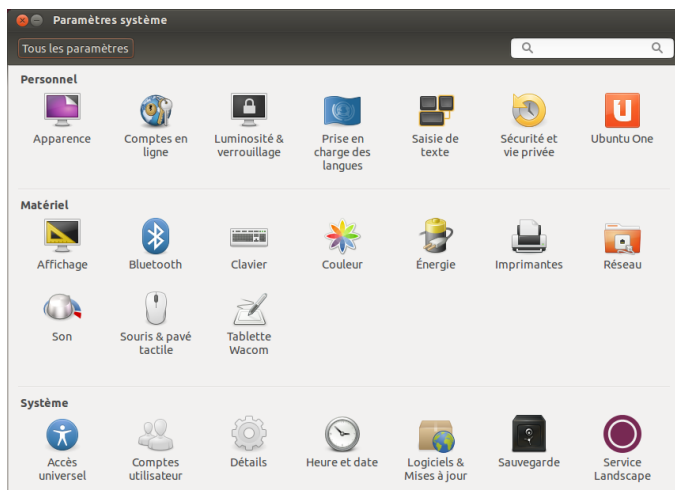 Paramètres système
Tous les paramètres
Personnel
Apparence
Comptes en
ligne
Luminosité &
verrouillage
Prise en
charge des
langues
Saisie de
texte
Sécurité et
vie privée
Ubuntu One
Matériel
Affichage
Bluetooth
Clavier
Couleur
Énergie
Imprimantes
Réseau
Son
Souris & pavé
tactile
Tablette
Wacom
Système
Accès
universel
Comptes
utilisateur
Détails
Heure et date
Logiciels &
Mises à jour
Sauvegarde
Service
Landscape